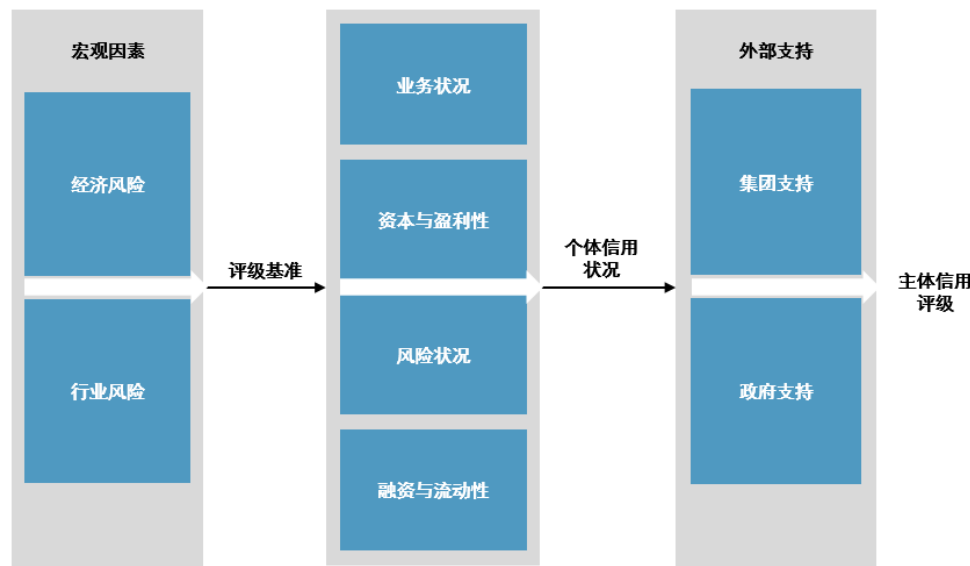 宏观因素
经济风险
行业风险
评级基准
业务状况
资本与盈利性
风险状况
融资与流动性
个体信用
状况
外部支持
集团支持
政府支持
主体信用
评级